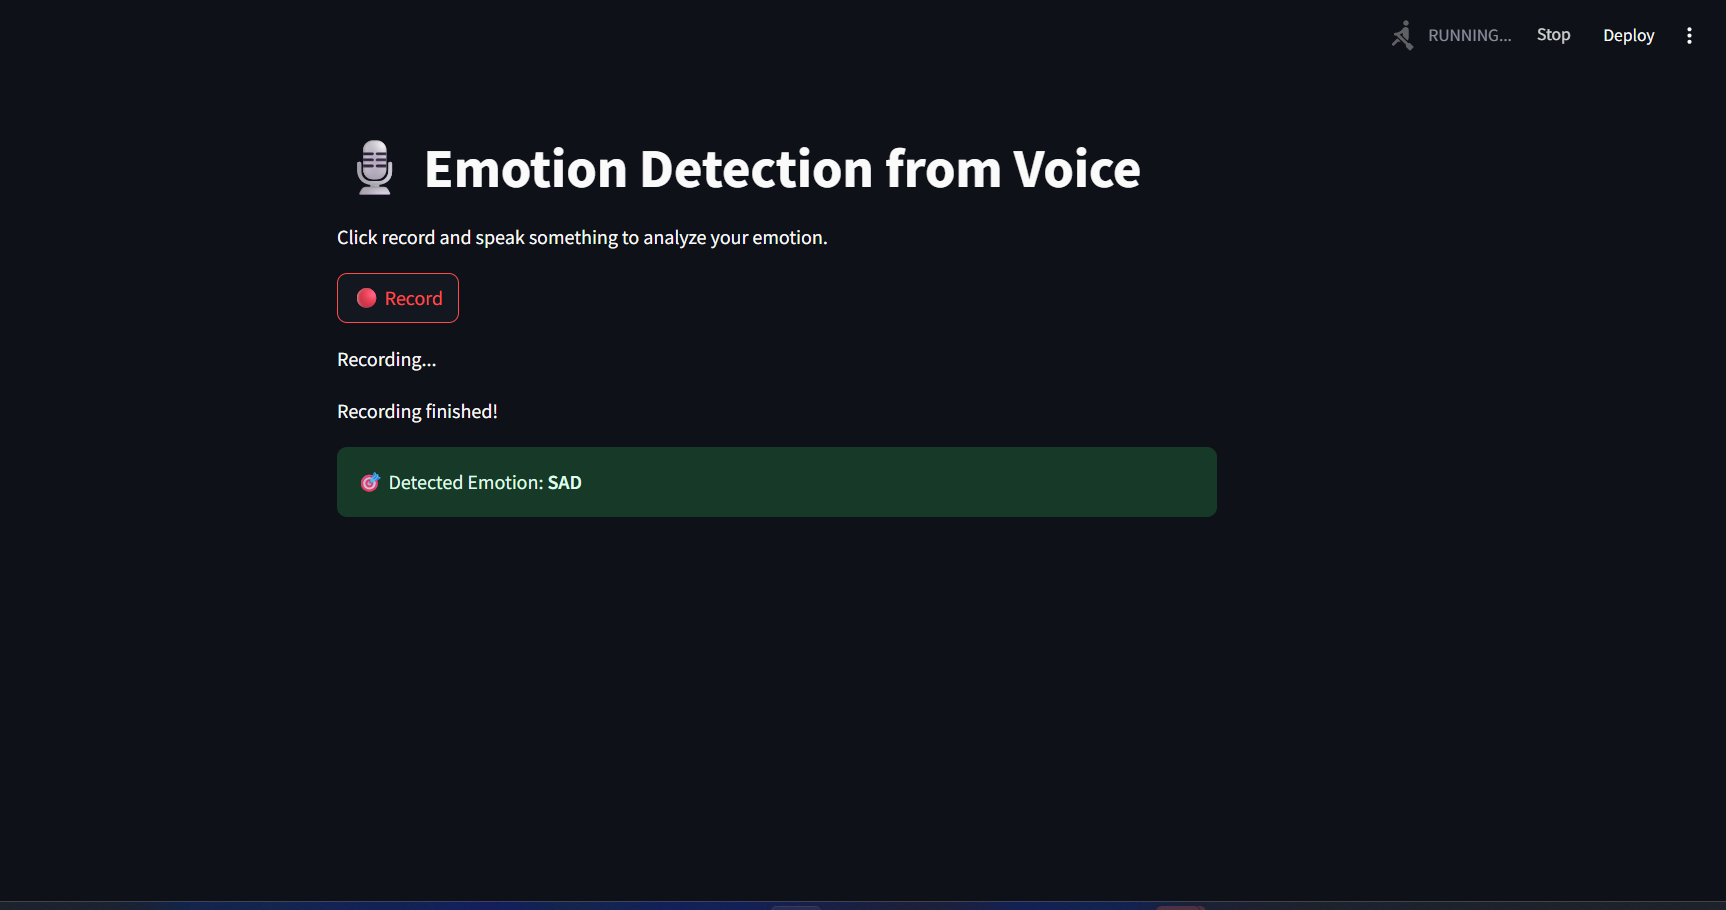 RUNNING...
Stop
Deploy
Emotion Detection from Voice
Click record and speak something to analyze your emotion.
Record
Recording...
Recording finished!
Detected Emotion: SAD